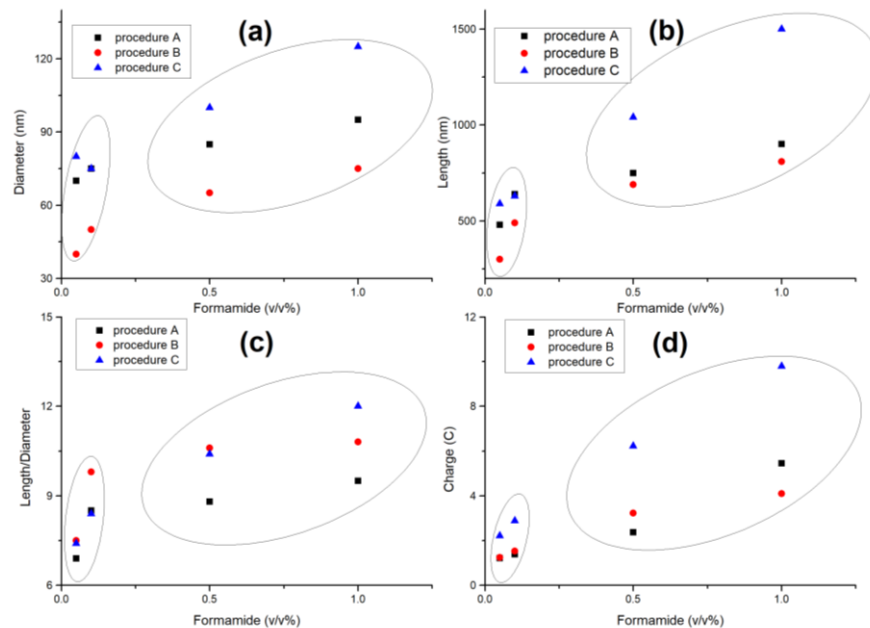 (a)
procedure A
procedure B
procedure C
Diameter (nm)
120
90
60
30
0.0
0.5
1.0
Formamide (v/v%)
(b)
procedure A
procedure B
procedure C
Length (nm)
1500
1000
500
0.0
0.5
1.0
Formamide (v/v%)
(c)
procedure A
procedure B
procedure C
Length/Diameter
15
12
9
6
0.0
0.5
1.0
Formamide (v/v%)
(d)
procedure A
procedure B
procedure C
Charge (C)
12
8
4
0
0.0
0.5
1.0
Formamide (v/v%)